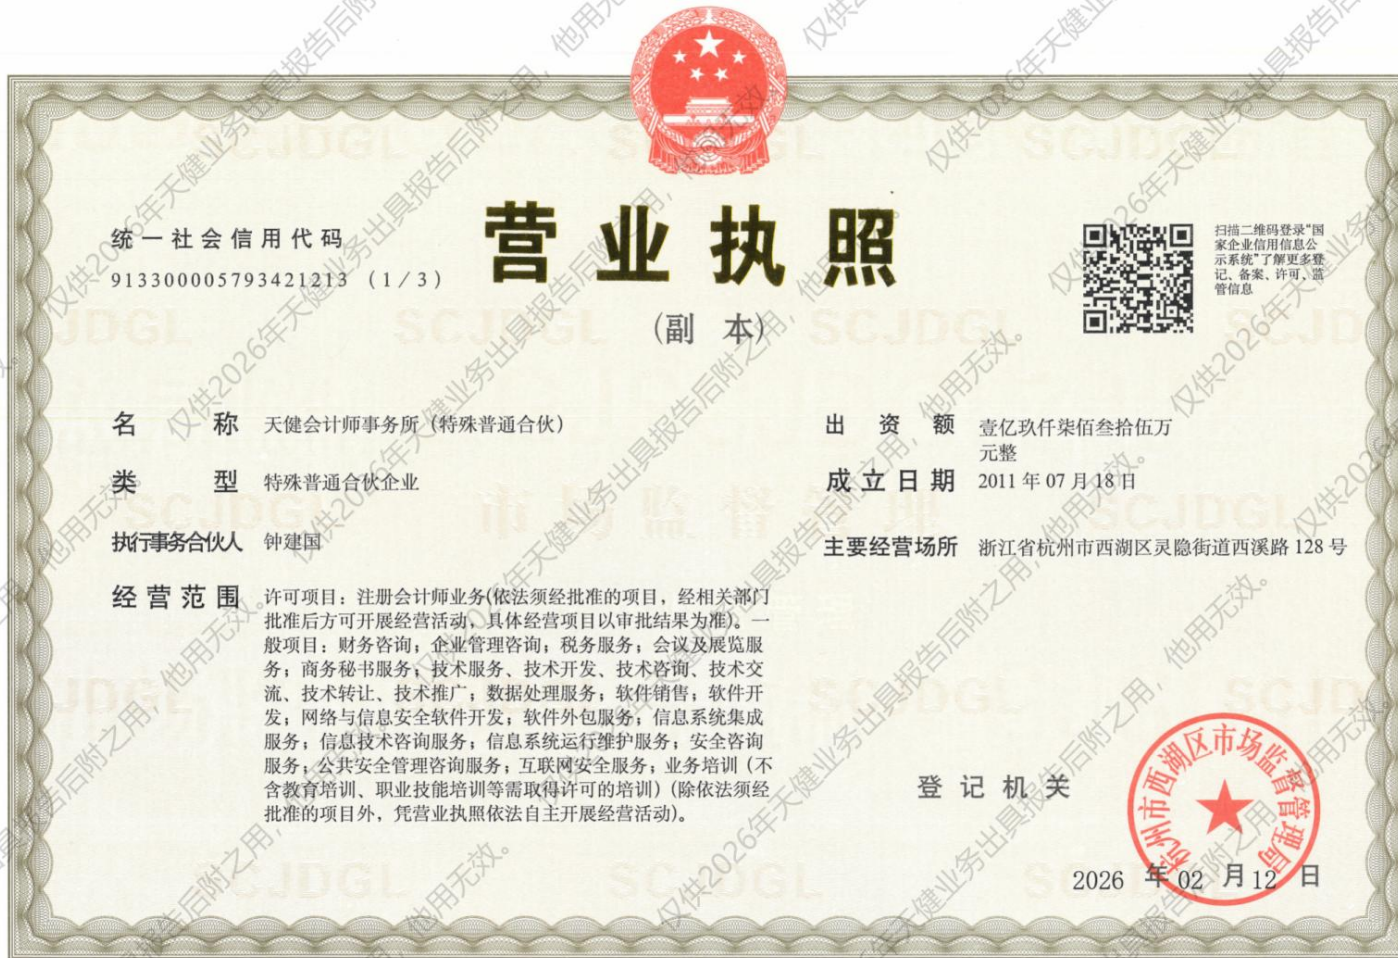 营业执照
(副 本)
统一社会信用代码
913300005793421213 (1/3)
扫描二维码登录“国
家企业信用信息公
示系统”了解更多登
记、备案、许可、监
管信息
名 称 天健会计师事务所（特殊普通合伙）
类 型 特殊普通合伙企业
执行事务合伙人 钟建国
经营范围 许可项目：注册会计师业务(依法须经批准的项目，经相关部门
批准后方可开展经营活动，具体经营项目以审批结果为准)。一
般项目：财务咨询；企业管理咨询；税务服务；会议及展览服
务；商务秘书服务；技术服务、技术开发、技术咨询、技术交
流、技术转让、技术推广；数据处理服务；软件销售；软件开
发；网络与信息安全软件开发；软件外包服务；信息系统集成
服务；信息技术咨询服务；信息系统运行维护服务；安全咨询
服务；公共安全管理咨询服务；互联网安全服务；业务培训（不
含教育培训、职业技能培训等需取得许可的培训）(除依法须经
批准的项目外，凭营业执照依法自主开展经营活动)。
出 资 额 壹亿玖仟柒佰叁拾伍万
元整
成立日期 2011年07月18日
主要经营场所 浙江省杭州市西湖区灵隐街道西溪路128号
登记机关
杭州市西湖区市场监督管理局
2026 年 02 月 12 日
仅供2026年天健业务出具报告后附之用，他用无效。
SCJDGL
市场监督管理